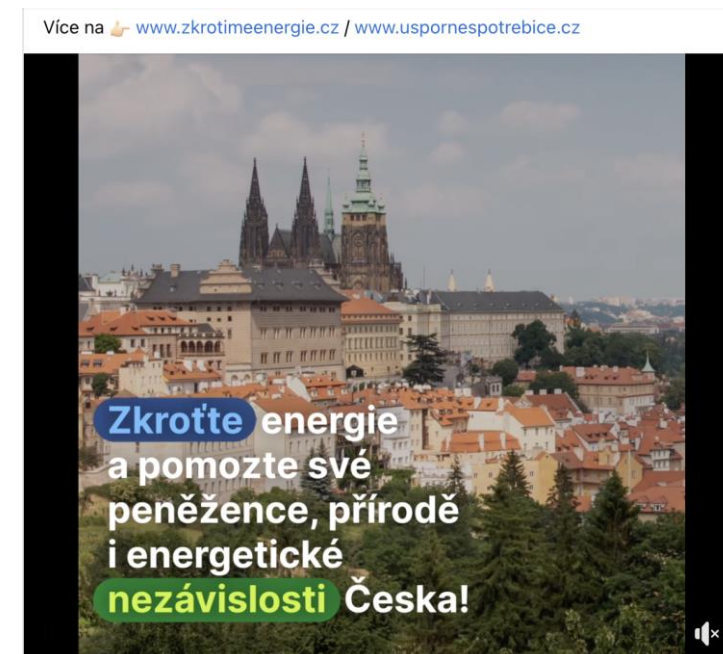 Více na 👉🏻 www.zkrotimeenergie.cz / www.uspornespotrebice.cz
Zkroťte energie
a pomozte své
peněžence, přírodě
i energetické
nezávislosti Česka!